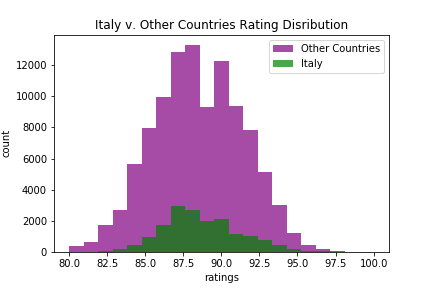 Italy v. Other Countries Rating Disribution
Other Countries
Italy
count
12000
10000
8000
6000
4000
2000
0
80.0 82.5 85.0 87.5 90.0 92.5 95.0 97.5 100.0
ratings